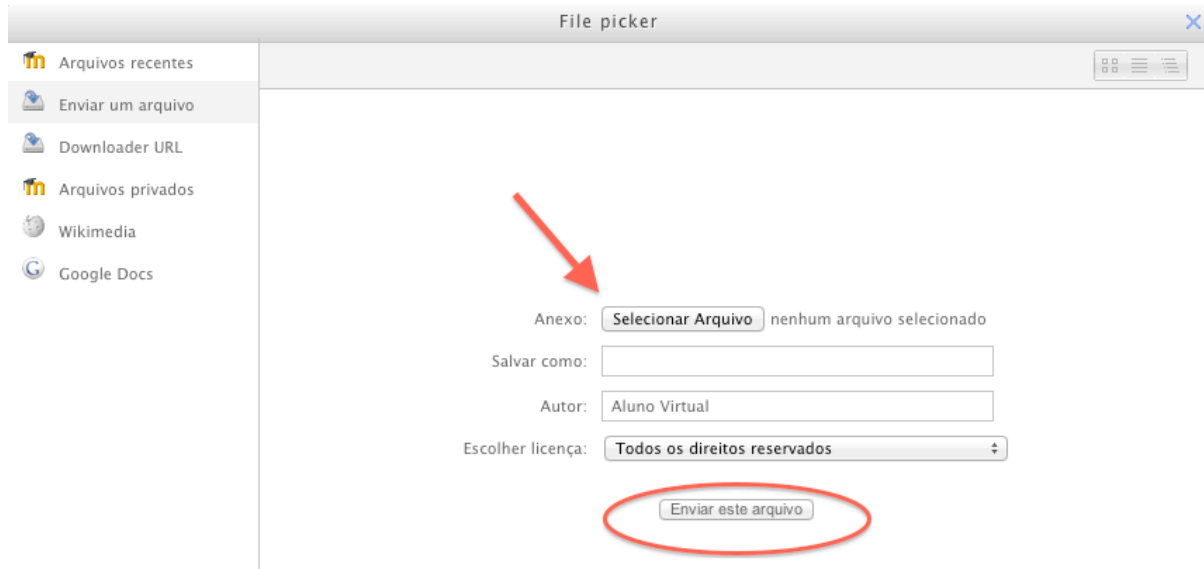 File picker
Arquivos recentes
Enviar um arquivo
Downloader URL
Arquivos privados
Wikimedia
Google Docs
Anexo: Selecionar Arquivo nenhum arquivo selecionado
Salvar como:
Autor: Aluno Virtual
Escolher licença: Todos os direitos reservados
Enviar este arquivo